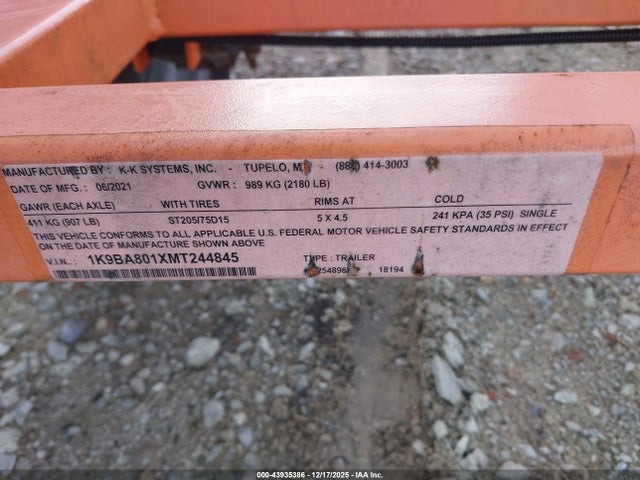 MANUFACTURED BY : K-K SYSTEMS, INC. - TUPELO, - 414-3003
DATE OF MFG. : 06/2021 GVWR : 989 KG (2180 LB)
GAWR (EACH AXLE) WITH TIRES RIMS AT COLD
411 KG (907 LB) ST205/75D15 5 X 4.5 241 KPA (35 PSI) SINGLE
THIS VEHICLE CONFORMS TO ALL APPLICABLE U.S. FEDERAL MOTOR VEHICLE SAFETY STANDARDS IN EFFECT
ON THE DATE OF MANUFACTURE SHOWN ABOVE
V.I.N. : 1K9BA801XMT244845 TYPE : TRAILER
18194
000-43935386 - 12/17/2025 - IAA Inc.